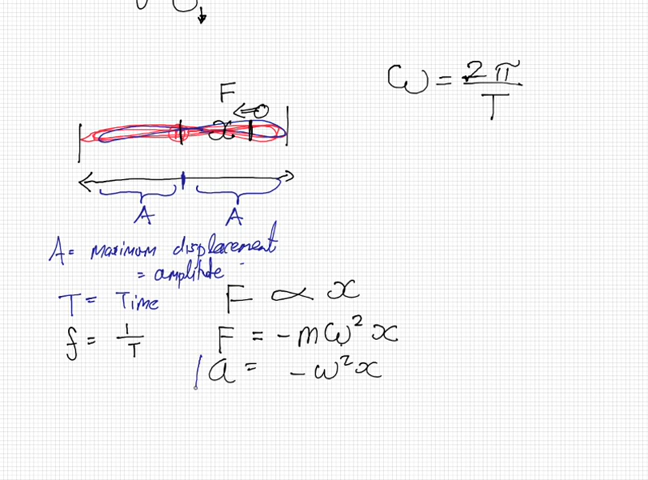 ω = 2π/T
F
x
A A
A = maximum displacement
= amplitude
T = Time
F ∝ x
f = 1/T
F = -mω²x
a = -ω²x